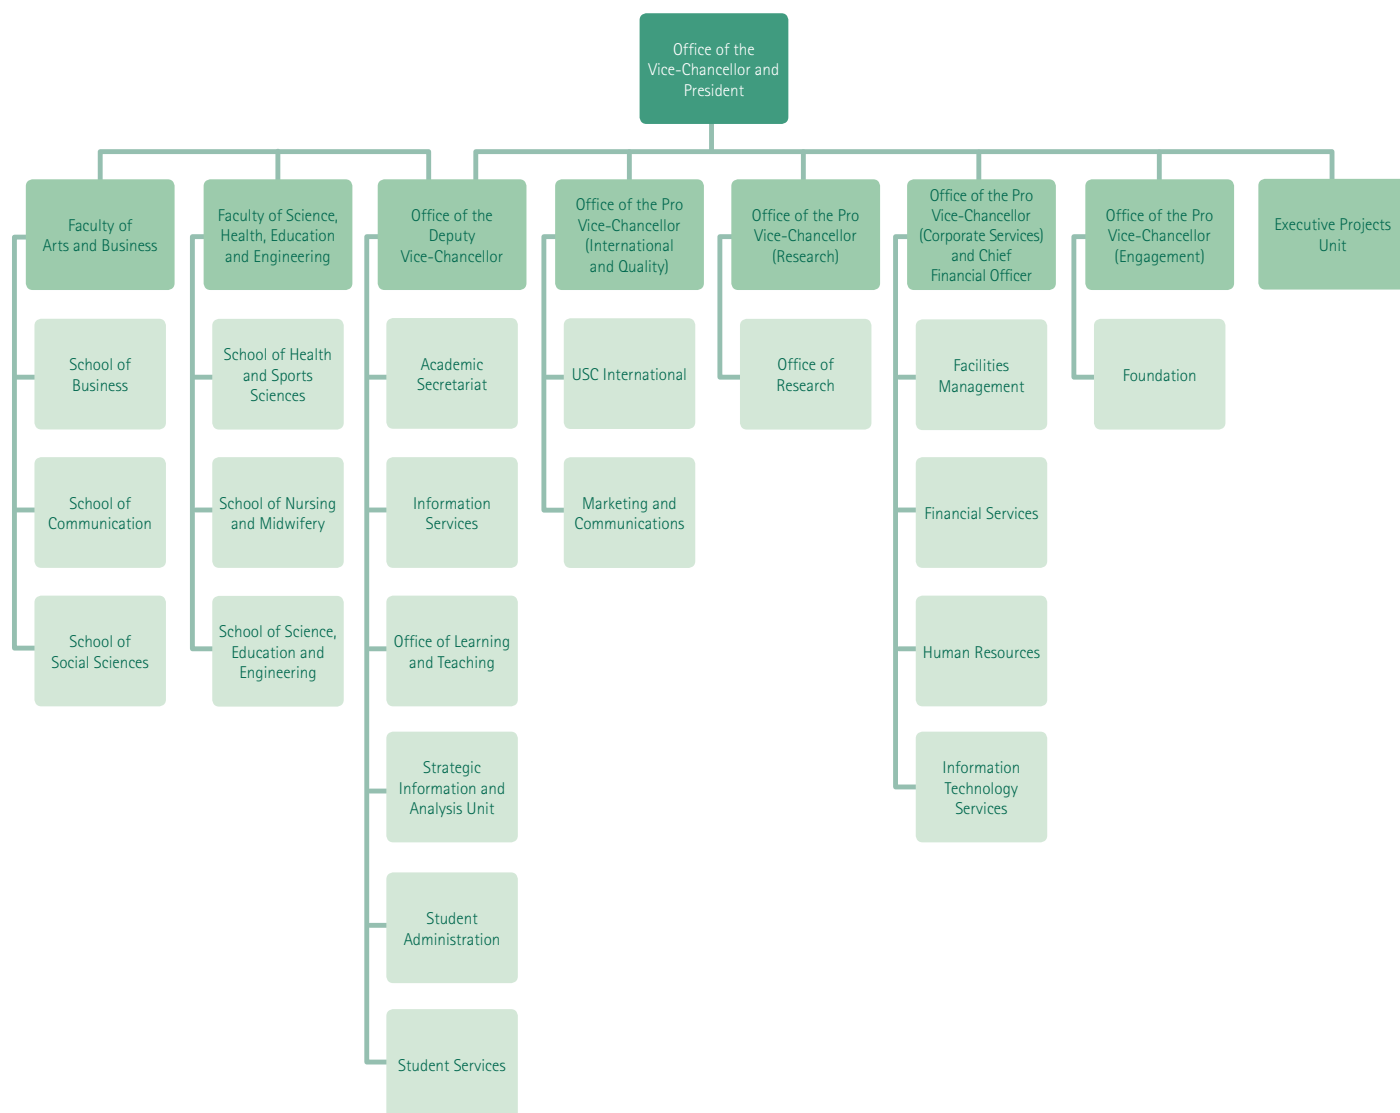 Office of the
Vice-Chancellor and
President
Faculty of
Arts and Business
Faculty of Science,
Health, Education
and Engineering
Office of the
Deputy
Vice-Chancellor
Office of the Pro
Vice-Chancellor
(International
and Quality)
Office of the Pro
Vice-Chancellor
(Research)
Office of the Pro
Vice-Chancellor
(Corporate Services)
and Chief
Financial Officer
Office of the Pro
Vice-Chancellor
(Engagement)
Executive Projects
Unit
School of
Business
School of Health
and Sports
Sciences
Academic
Secretariat
USC International
Office of
Research
Facilities
Management
Foundation
School of
Communication
School of Nursing
and Midwifery
Information
Services
Marketing and
Communications
Financial Services
School of
Social Sciences
School of Science,
Education and
Engineering
Office of Learning
and Teaching
Human Resources
Strategic
Information and
Analysis Unit
Information
Technology
Services
Student
Administration
Student Services